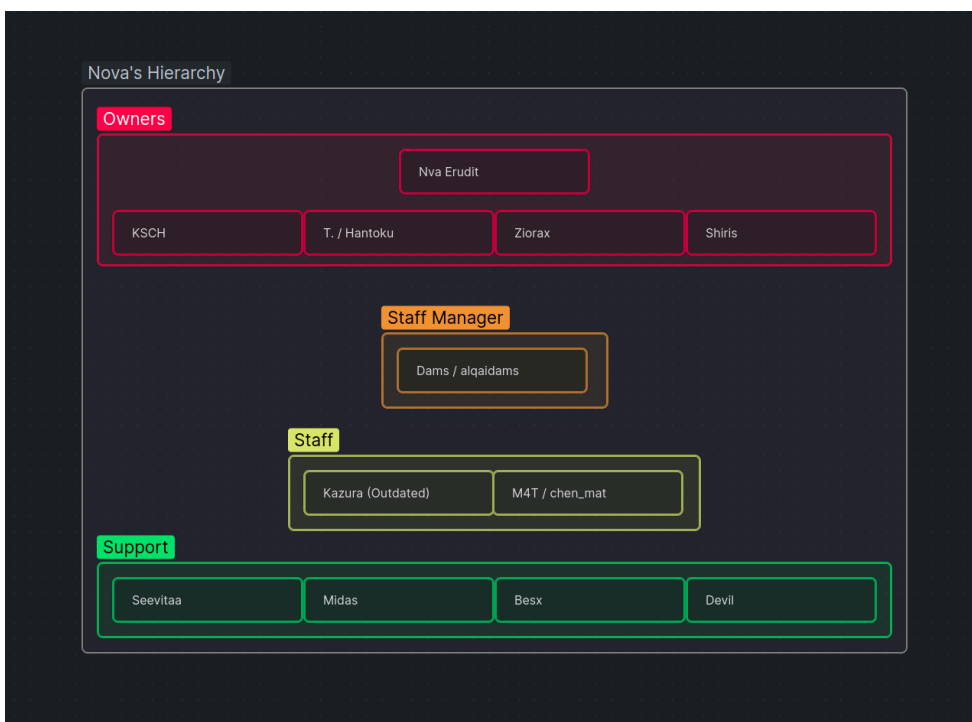 Nova's Hierarchy
Owners
Nva Erudit
KSCH
T. / Hantoku
Ziorax
Shiris
Staff Manager
Dams / alqaidams
Staff
Kazura (Outdated)
M4T / chen_mat
Support
Seevitaa
Midas
Besx
Devil